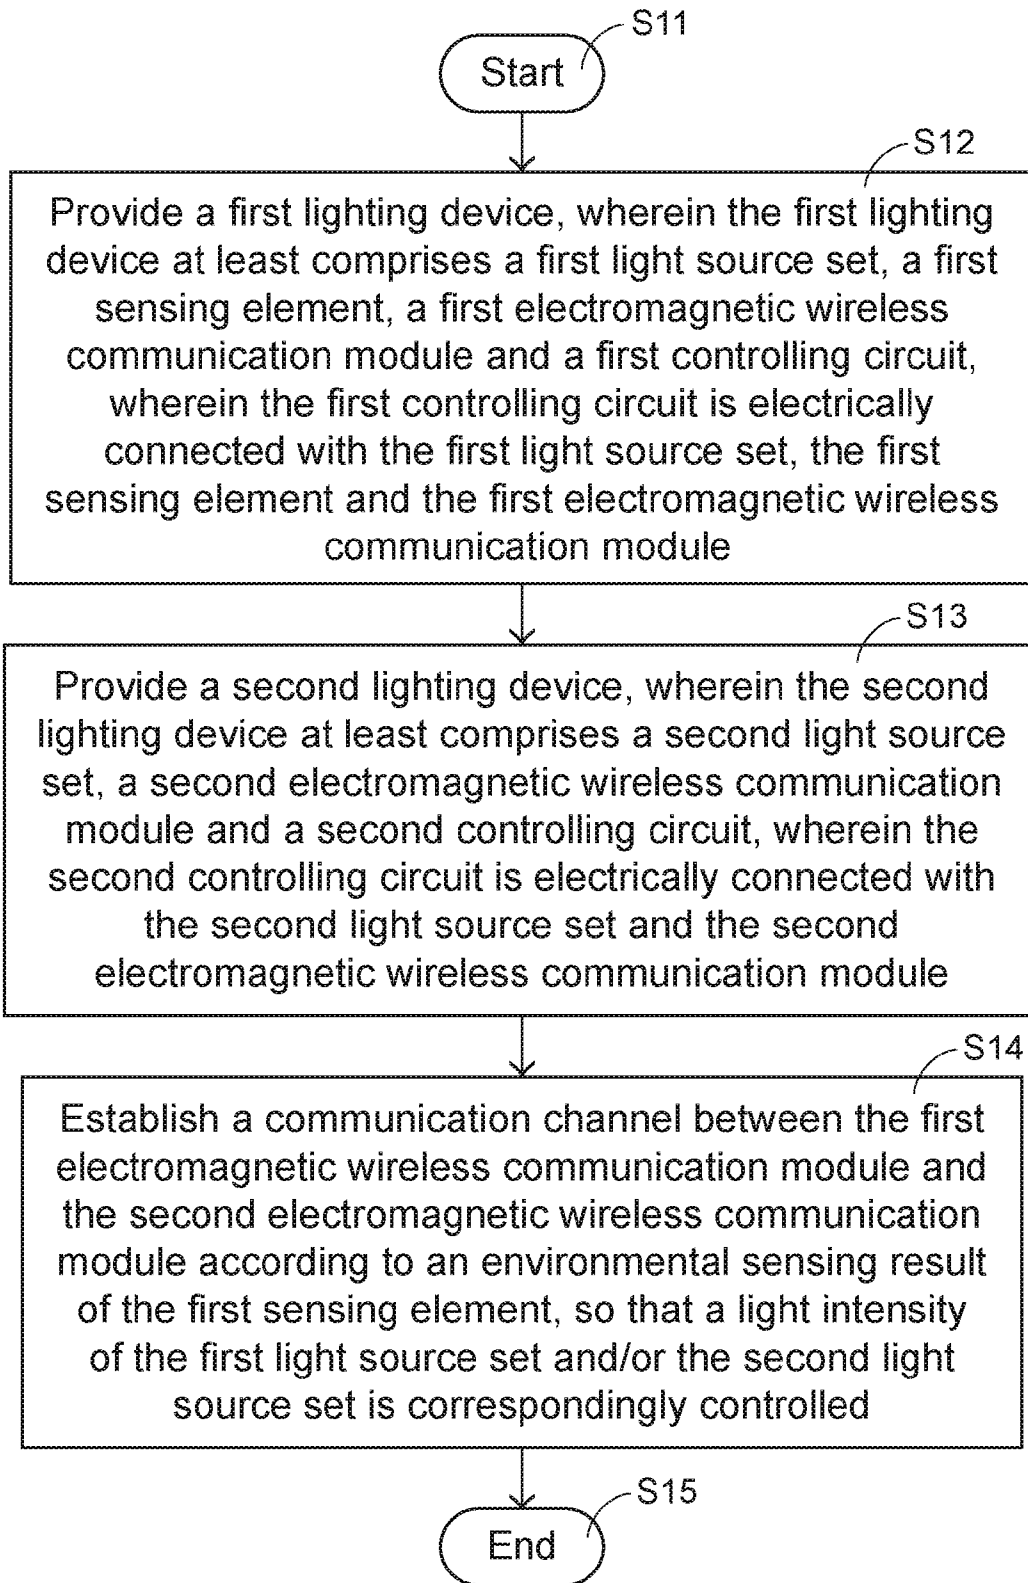 S11
Start
S12
Provide a first lighting device, wherein the first lighting
device at least comprises a first light source set, a first
sensing element, a first electromagnetic wireless
communication module and a first controlling circuit,
wherein the first controlling circuit is electrically
connected with the first light source set, the first
sensing element and the first electromagnetic wireless
communication module
S13
Provide a second lighting device, wherein the second
lighting device at least comprises a second light source
set, a second electromagnetic wireless communication
module and a second controlling circuit, wherein the
second controlling circuit is electrically connected with
the second light source set and the second
electromagnetic wireless communication module
S14
Establish a communication channel between the first
electromagnetic wireless communication module and
the second electromagnetic wireless communication
module according to an environmental sensing result
of the first sensing element, so that a light intensity
of the first light source set and/or the second light
source set is correspondingly controlled
S15
End